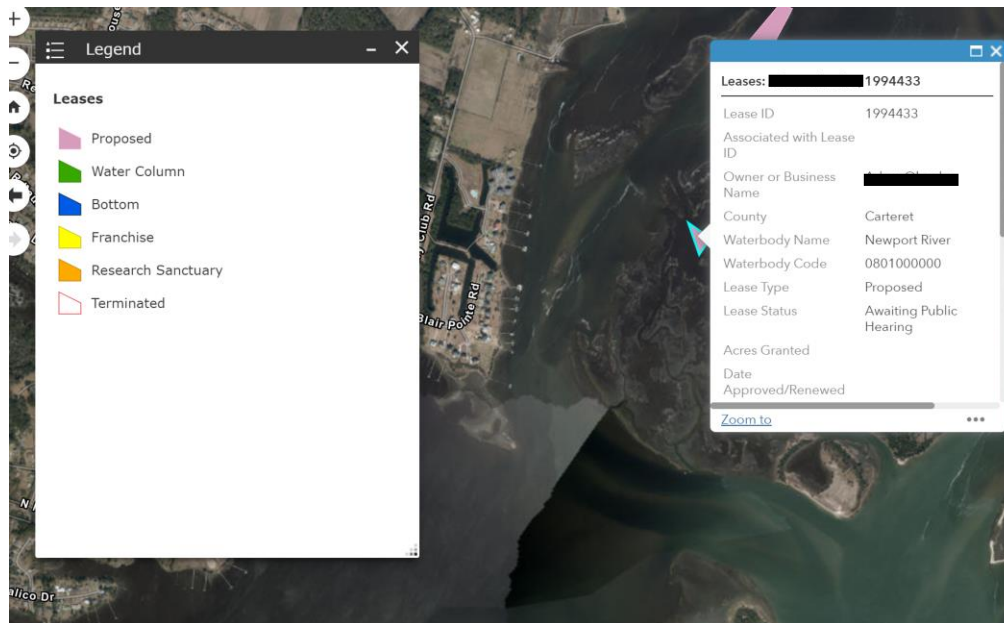 Legend
Leases
Proposed
Water Column
Bottom
Franchise
Research Sanctuary
Terminated
Leases: 1994433
Lease ID 1994433
Associated with Lease
ID
Owner or Business
Name
County Carteret
Waterbody Name Newport River
Waterbody Code 0801000000
Lease Type Proposed
Lease Status Awaiting Public
Hearing
Acres Granted
Date
Approved/Renewed
Zoom to
Club Rd
Blair Pointe Rd
Dr